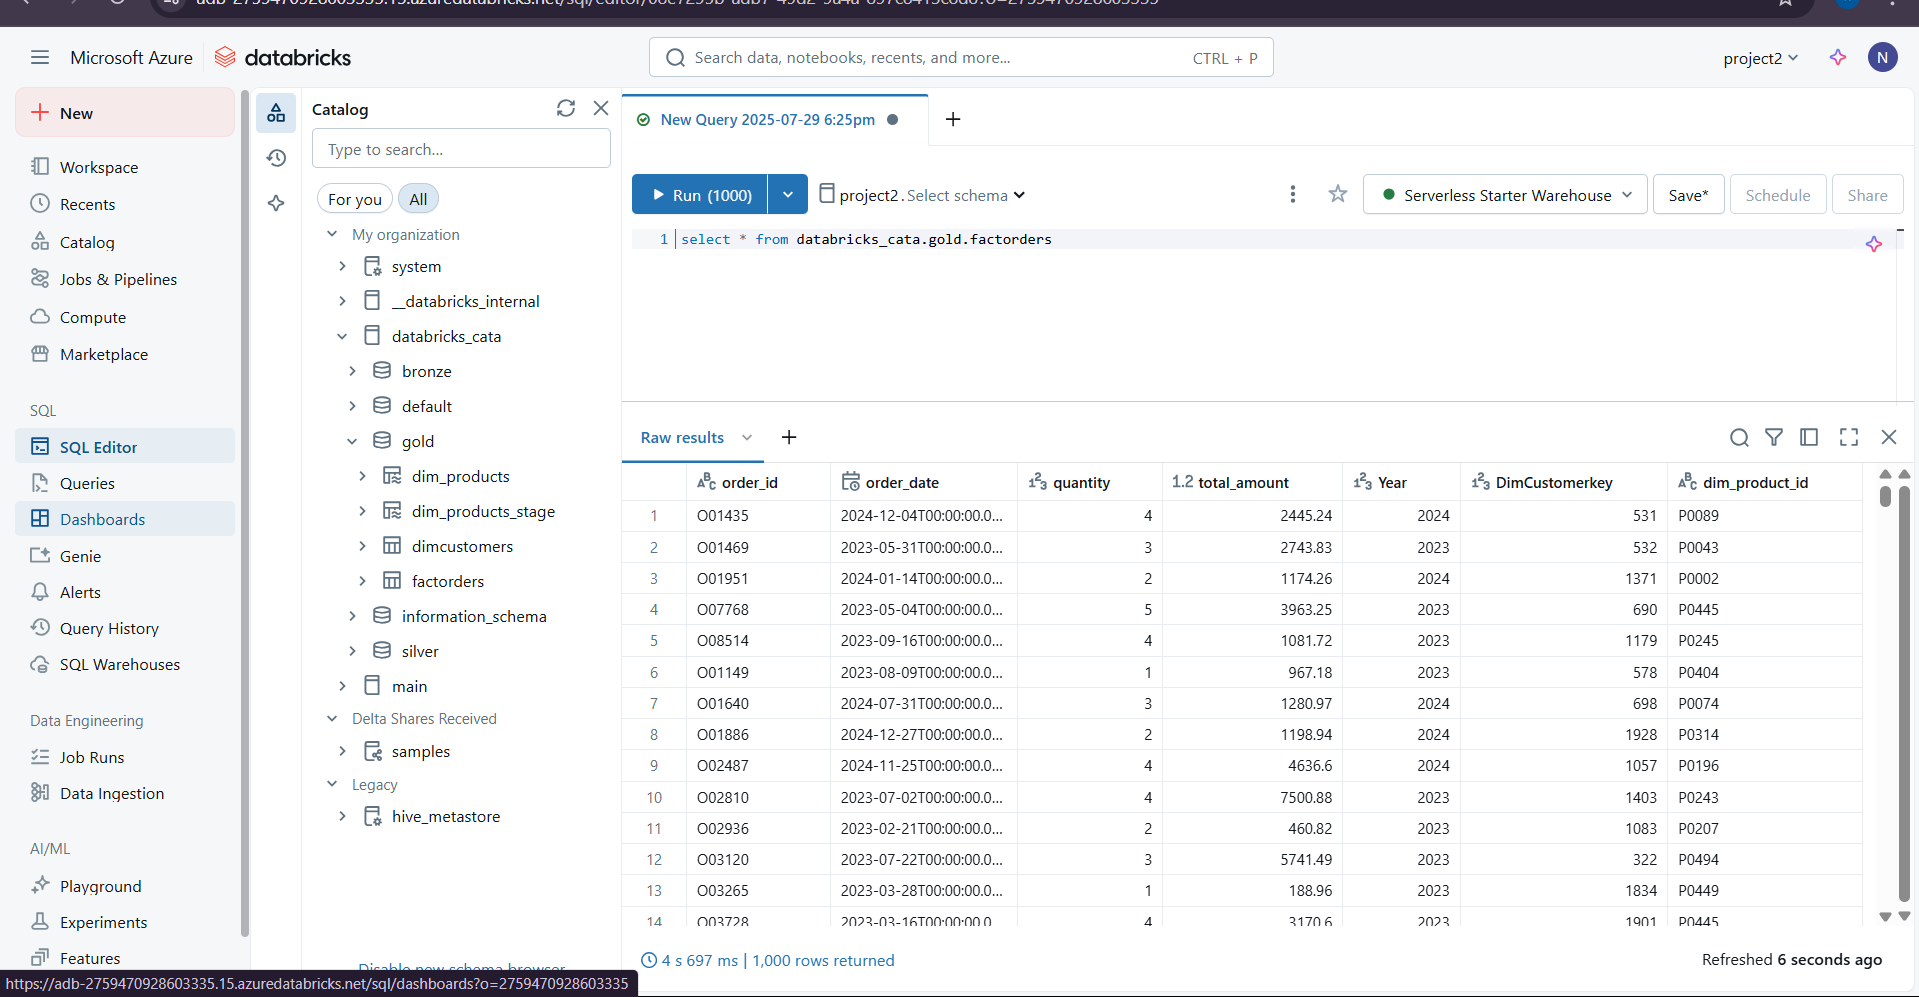 Microsoft Azure
databricks
Search data, notebooks, recents, and more...
CTRL + P
project2
N
New
Workspace
Recents
Catalog
Jobs & Pipelines
Compute
Marketplace
SQL
SQL Editor
Queries
Dashboards
Genie
Alerts
Query History
SQL Warehouses
Data Engineering
Job Runs
Data Ingestion
AI/ML
Playground
Experiments
Features
Catalog
Type to search...
For you
All
My organization
system
__databricks_internal
databricks_cata
bronze
default
gold
dim_products
dim_products_stage
dimcustomers
factorders
information_schema
silver
main
Delta Shares Received
samples
Legacy
hive_metastore
Disable new schema browser
New Query 2025-07-29 6:25pm
Run (1000)
project2. Select schema
Serverless Starter Warehouse
Save*
Schedule
Share
1 select * from databricks_cata.gold.factorders
Raw results
order_id order_date quantity 1.2 total_amount Year DimCustomerkey dim_product_id
1 O01435 2024-12-04T00:00:00.0... 4 2445.24 2024 531 P0089
2 O01469 2023-05-31T00:00:00.0... 3 2743.83 2023 532 P0043
3 O01951 2024-01-14T00:00:00.0... 2 1174.26 2024 1371 P0002
4 O07768 2023-05-04T00:00:00.0... 5 3963.25 2023 690 P0445
5 O08514 2023-09-16T00:00:00.0... 4 1081.72 2023 1179 P0245
6 O01149 2023-08-09T00:00:00.0... 1 967.18 2023 578 P0404
7 O01640 2024-07-31T00:00:00.0... 3 1280.97 2024 698 P0074
8 O01886 2024-12-27T00:00:00.0... 2 1198.94 2024 1928 P0314
9 O02487 2024-11-25T00:00:00.0... 4 4636.6 2024 1057 P0196
10 O02810 2023-07-02T00:00:00.0... 4 7500.88 2023 1403 P0243
11 O02936 2023-02-21T00:00:00.0... 2 460.82 2023 1083 P0207
12 O03120 2023-07-22T00:00:00.0... 3 5741.49 2023 322 P0494
13 O03265 2023-03-28T00:00:00.0... 1 188.96 2023 1834 P0449
14 O03728 2023-03-16T00:00:00.0 4 3170.6 2023 1901 P0445
4 s 697 ms | 1,000 rows returned
Refreshed 6 seconds ago
https://adb-2759470928603335.15.azuredatabricks.net/sql/dashboards?o=2759470928603335